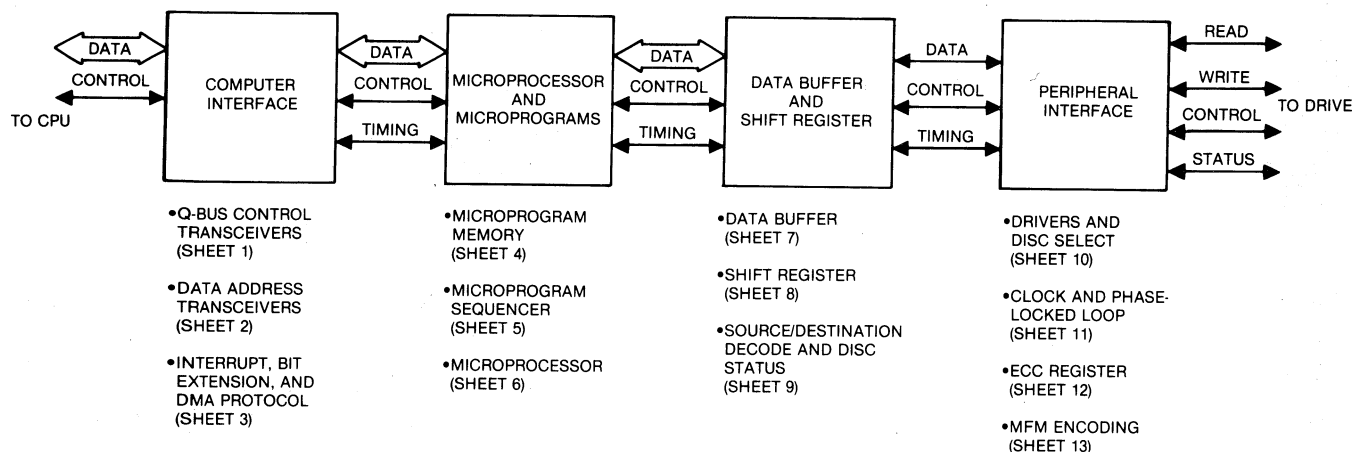 DATA
CONTROL
TO CPU
COMPUTER
INTERFACE
DATA
CONTROL
TIMING
MICROPROCESSOR
AND
MICROPROGRAMS
DATA
CONTROL
TIMING
DATA BUFFER
AND
SHIFT REGISTER
DATA
CONTROL
TIMING
PERIPHERAL
INTERFACE
READ
WRITE
TO DRIVE
CONTROL
STATUS
•Q-BUS CONTROL
TRANSCEIVERS
(SHEET 1)
•DATA ADDRESS
TRANSCEIVERS
(SHEET 2)
•INTERRUPT, BIT
EXTENSION, AND
DMA PROTOCOL
(SHEET 3)
•MICROPROGRAM
MEMORY
(SHEET 4)
•MICROPROGRAM
SEQUENCER
(SHEET 5)
•MICROPROCESSOR
(SHEET 6)
•DATA BUFFER
(SHEET 7)
•SHIFT REGISTER
(SHEET 8)
•SOURCE/DESTINATION
DECODE AND DISC
STATUS
(SHEET 9)
•DRIVERS AND
DISC SELECT
(SHEET 10)
•CLOCK AND PHASE-
LOCKED LOOP
(SHEET 11)
•ECC REGISTER
(SHEET 12)
•MFM ENCODING
(SHEET 13)